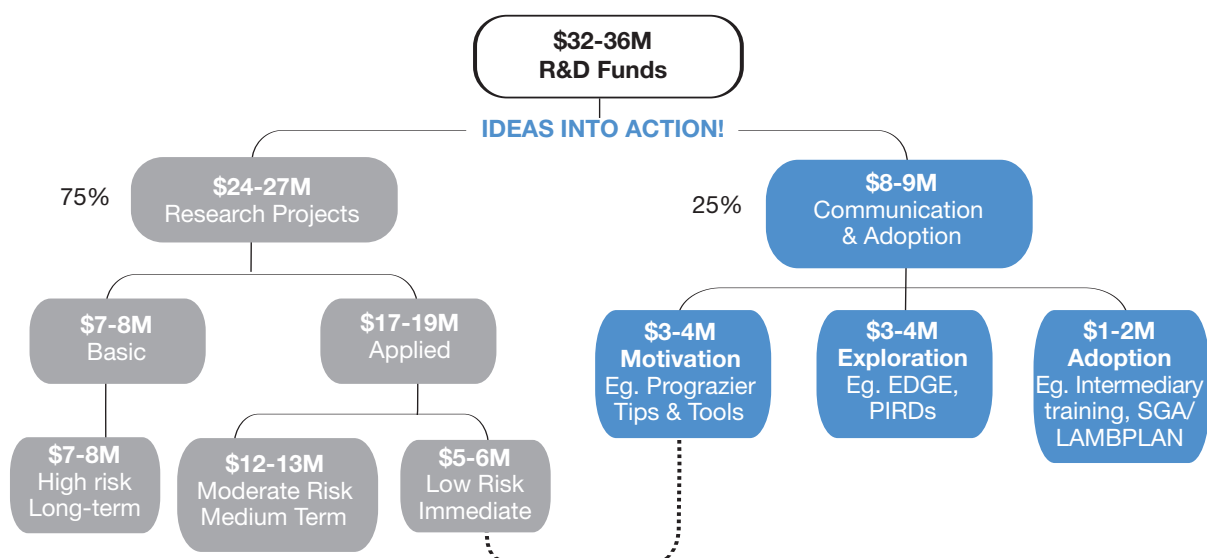 $32-36M
R&D Funds
IDEAS INTO ACTION!
75%
$24-27M
Research Projects
25%
$8-9M
Communication
& Adoption
$7-8M
Basic
$17-19M
Applied
$3-4M
Motivation
Eg. Prograzier
Tips & Tools
$3-4M
Exploration
Eg. EDGE,
PIRDs
$1-2M
Adoption
Eg. Intermediary
training, SGA/
LAMBPLAN
$7-8M
High risk
Long-term
$12-13M
Moderate Risk
Medium Term
$5-6M
Low Risk
Immediate